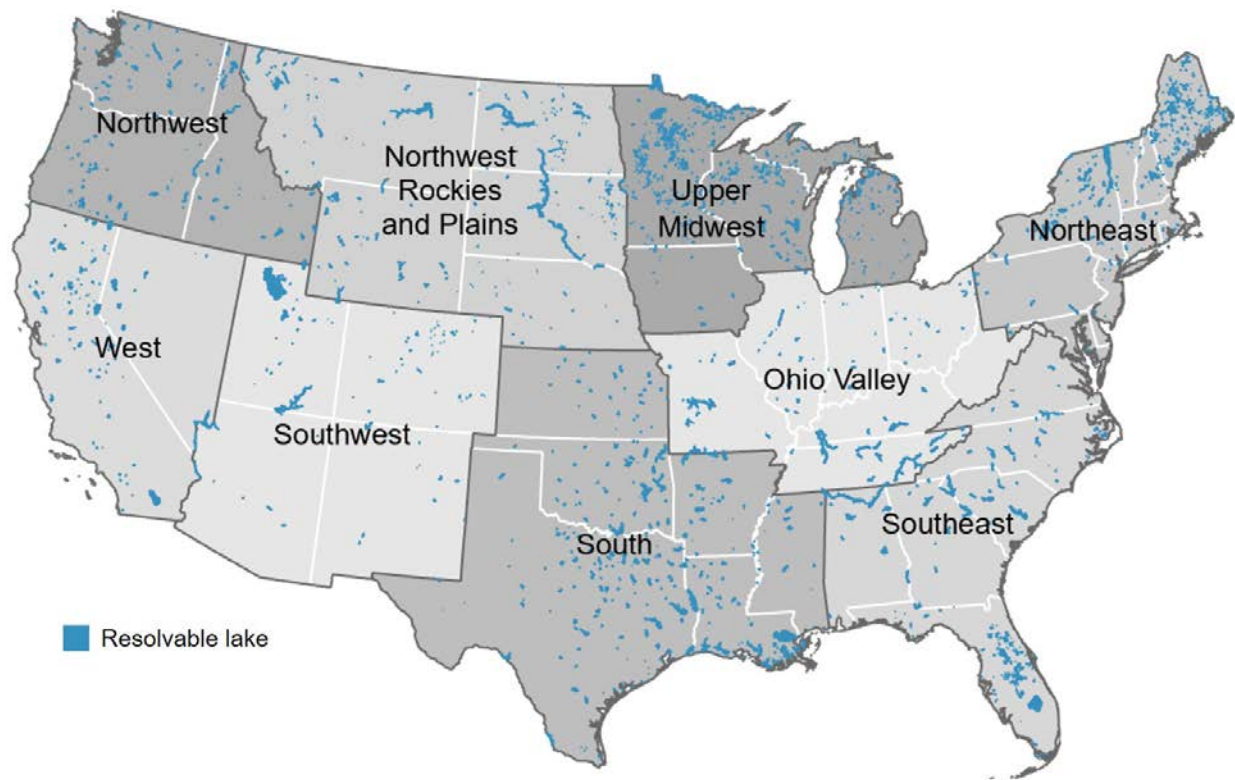 Northwest
Northwest
Rockies
and Plains
Upper
Midwest
Northeast
West
Ohio Valley
Southwest
Southeast
South
Resolvable lake